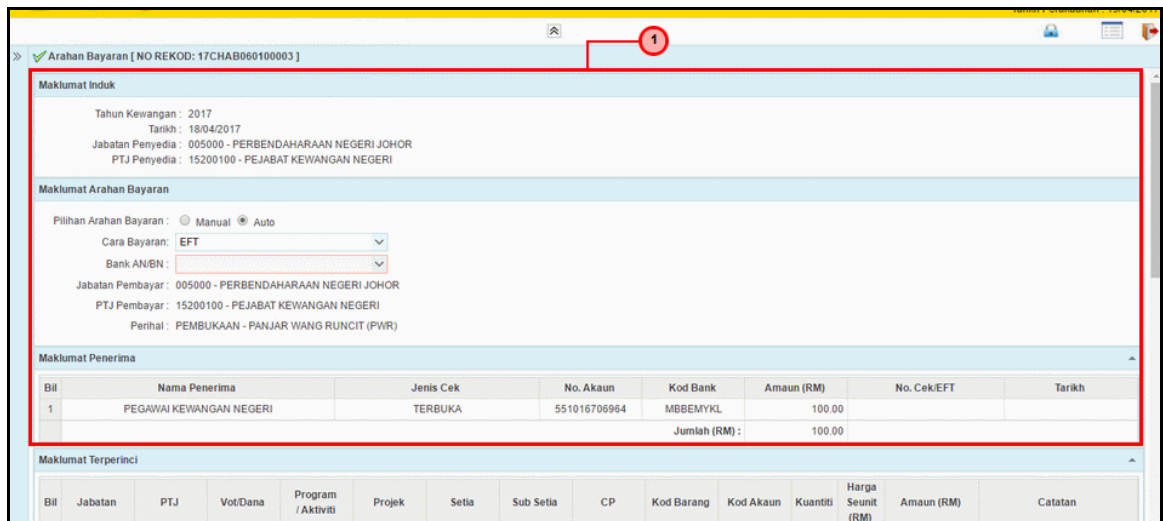 1
Arahan Bayaran [ NO REKOD: 17CHAB060100003 ]
Maklumat Induk
Tahun Kewangan : 2017
Tarikh : 18/04/2017
Jabatan Penyedia : 005000 - PERBENDAHARAAN NEGERI JOHOR
PTJ Penyedia : 15200100 - PEJABAT KEWANGAN NEGERI
Maklumat Arahan Bayaran
Pilihan Arahan Bayaran : Manual Auto
Cara Bayaran: EFT
Bank AN/BN :
Jabatan Pembayar : 005000 - PERBENDAHARAAN NEGERI JOHOR
PTJ Pembayar : 15200100 - PEJABAT KEWANGAN NEGERI
Perihal : PEMBUKAAN - PANJAR WANG RUNCIT (PWR)
Maklumat Penerima
Bil Nama Penerima Jenis Cek No. Akaun Kod Bank Amaun (RM) No. Cek/EFT Tarikh
1 PEGAWAI KEWANGAN NEGERI TERBUKA 551016706964 MBBEMYKL 100.00
Jumlah (RM) : 100.00
Maklumat Terperinci
Bil Jabatan PTJ Vot/Dana Program / Aktiviti Projek Setia Sub Setia CP Kod Barang Kod Akaun Kuantiti Harga Seunit (RM) Amaun (RM) Catatan